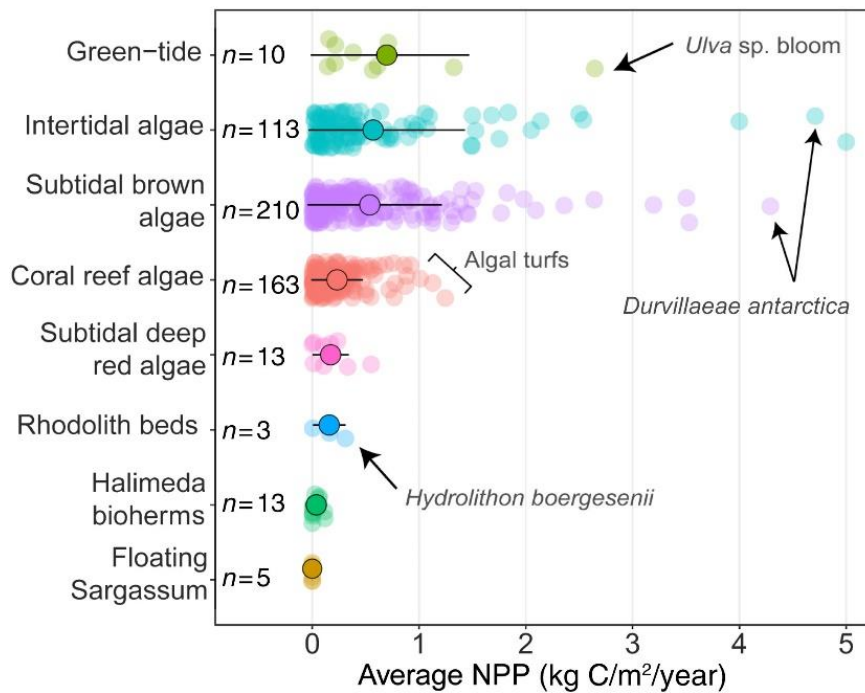 Green−tide
n=10
Ulva sp. bloom
Intertidal algae
n=113
Subtidal brown
algae
n=210
Coral reef algae
n=163
Algal turfs
Durvillaeae antarctica
Subtidal deep
red algae
n=13
Rhodolith beds
n=3
Hydrolithon boergesenii
Halimeda
bioherms
n=13
Floating
Sargassum
n=5
0 1 2 3 4 5
Average NPP (kg C/m²/year)